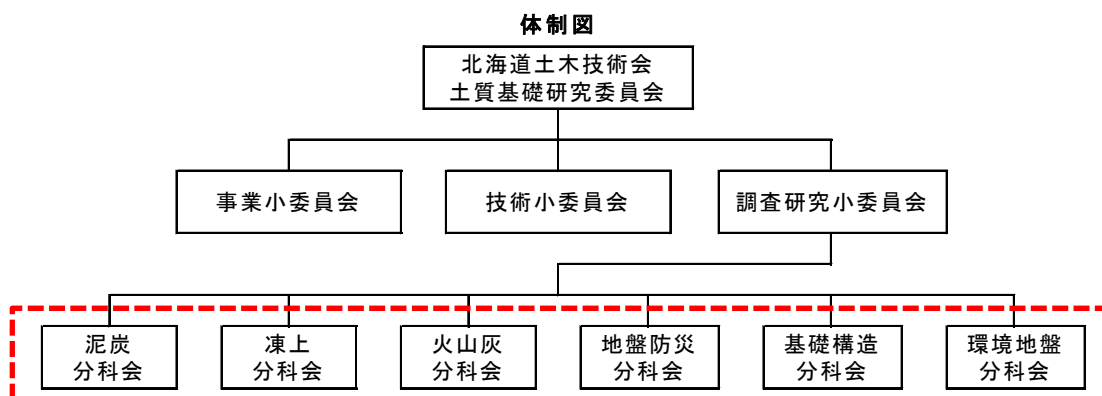 体制図
北海道土木技術会
土質基礎研究委員会
事業小委員会
技術小委員会
調査研究小委員会
泥炭
分科会
凍上
分科会
火山灰
分科会
地盤防災
分科会
基礎構造
分科会
環境地盤
分科会